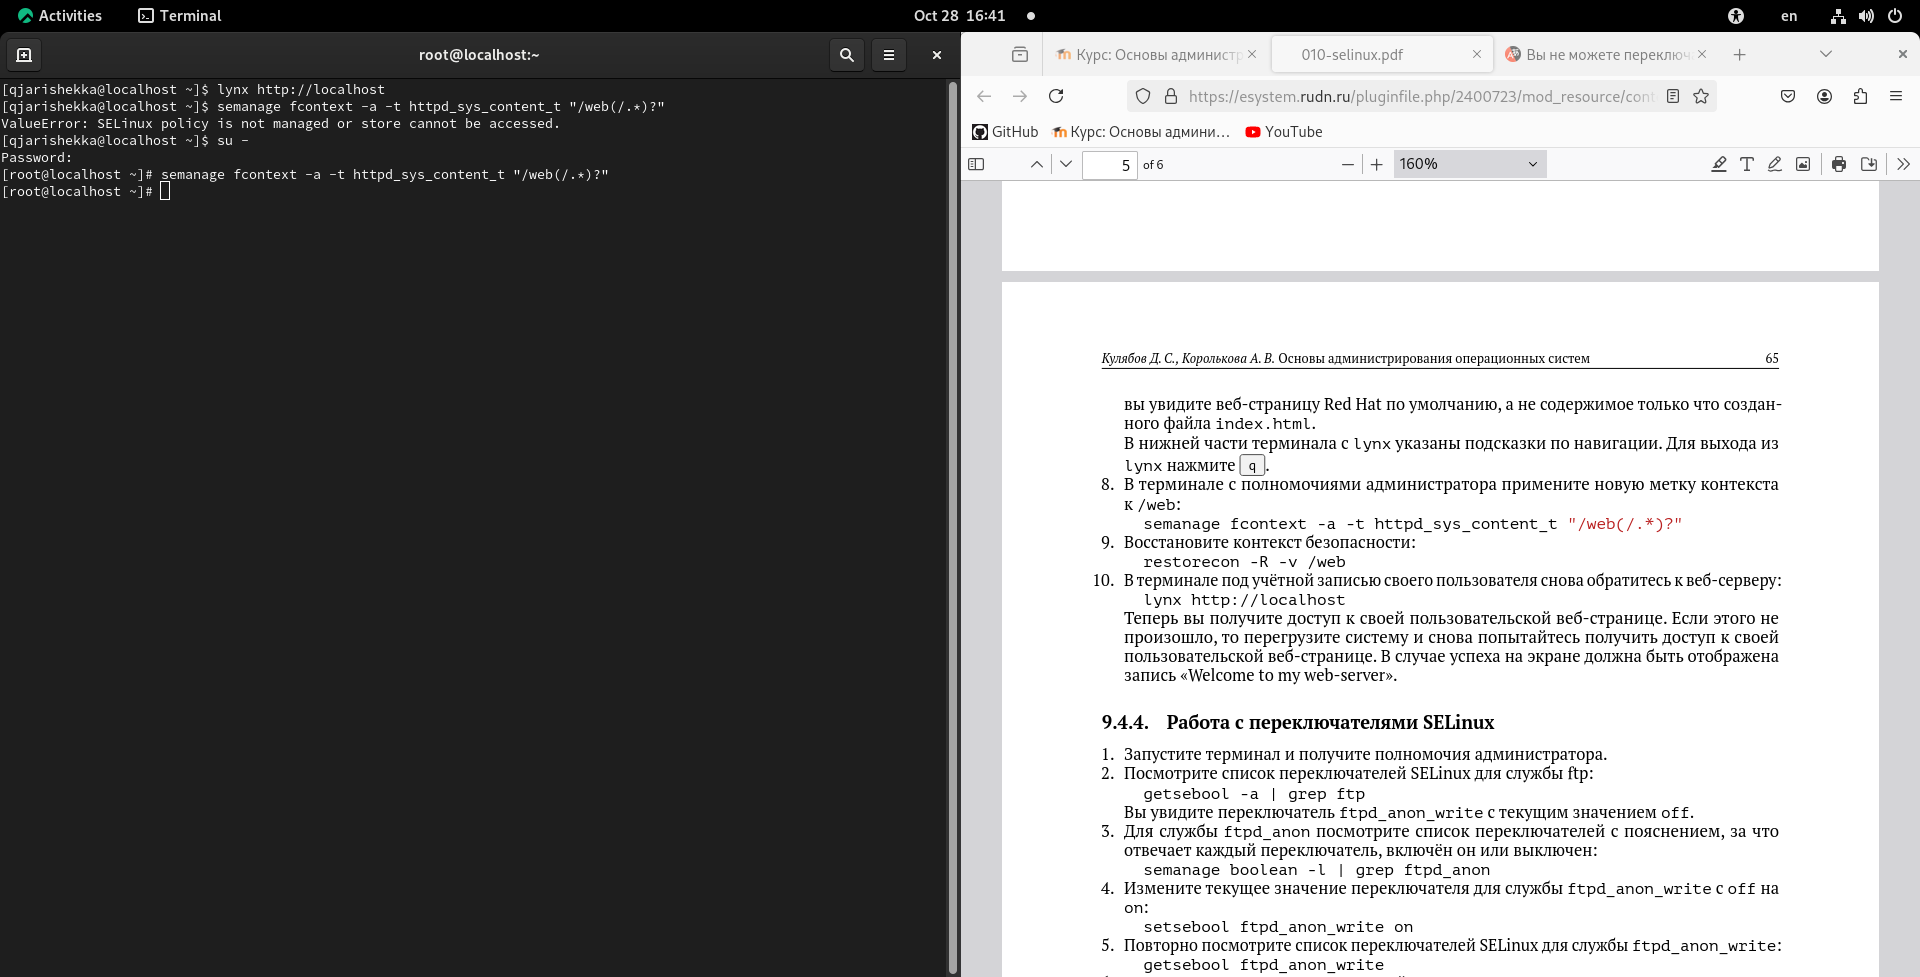 Activities Terminal Oct 28 16:41 en
root@localhost:~
[qjarishekka@localhost ~]$ lynx http://localhost
[qjarishekka@localhost ~]$ semanage fcontext -a -t httpd_sys_content_t "/web(/.*)?"
ValueError: SELinux policy is not managed or store cannot be accessed.
[qjarishekka@localhost ~]$ su -
Password:
[root@localhost ~]# semanage fcontext -a -t httpd_sys_content_t "/web(/.*)?"
[root@localhost ~]#
Курс: Основы администр 010-selinux.pdf Вы не можете переключ
https://esystem.rudn.ru/pluginfile.php/2400723/mod_resource/cont
GitHub Курс: Основы админи… YouTube
5 of 6 160%
Кулябов Д. С., Королькова А. В. Основы администрирования операционных систем 65
вы увидите веб-страницу Red Hat по умолчанию, а не содержимое только что создан-
ного файла index.html.
В нижней части терминала с lynx указаны подсказки по навигации. Для выхода из
lynx нажмите q .
8. В терминале с полномочиями администратора примените новую метку контекста
к /web:
semanage fcontext -a -t httpd_sys_content_t "/web(/.*)?"
9. Восстановите контекст безопасности:
restorecon -R -v /web
10. В терминале под учётной записью своего пользователя снова обратитесь к веб-серверу:
lynx http://localhost
Теперь вы получите доступ к своей пользовательской веб-странице. Если этого не
произошло, то перегрузите систему и снова попытайтесь получить доступ к своей
пользовательской веб-странице. В случае успеха на экране должна быть отображена
запись «Welcome to my web-server».
9.4.4. Работа с переключателями SELinux
1. Запустите терминал и получите полномочия администратора.
2. Посмотрите список переключателей SELinux для службы ftp:
getsebool -a | grep ftp
Вы увидите переключатель ftpd_anon_write с текущим значением off.
3. Для службы ftpd_anon посмотрите список переключателей с пояснением, за что
отвечает каждый переключатель, включён он или выключен:
semanage boolean -l | grep ftpd_anon
4. Измените текущее значение переключателя для службы ftpd_anon_write с off на
on:
setsebool ftpd_anon_write on
5. Повторно посмотрите список переключателей SELinux для службы ftpd_anon_write:
getsebool ftpd_anon_write